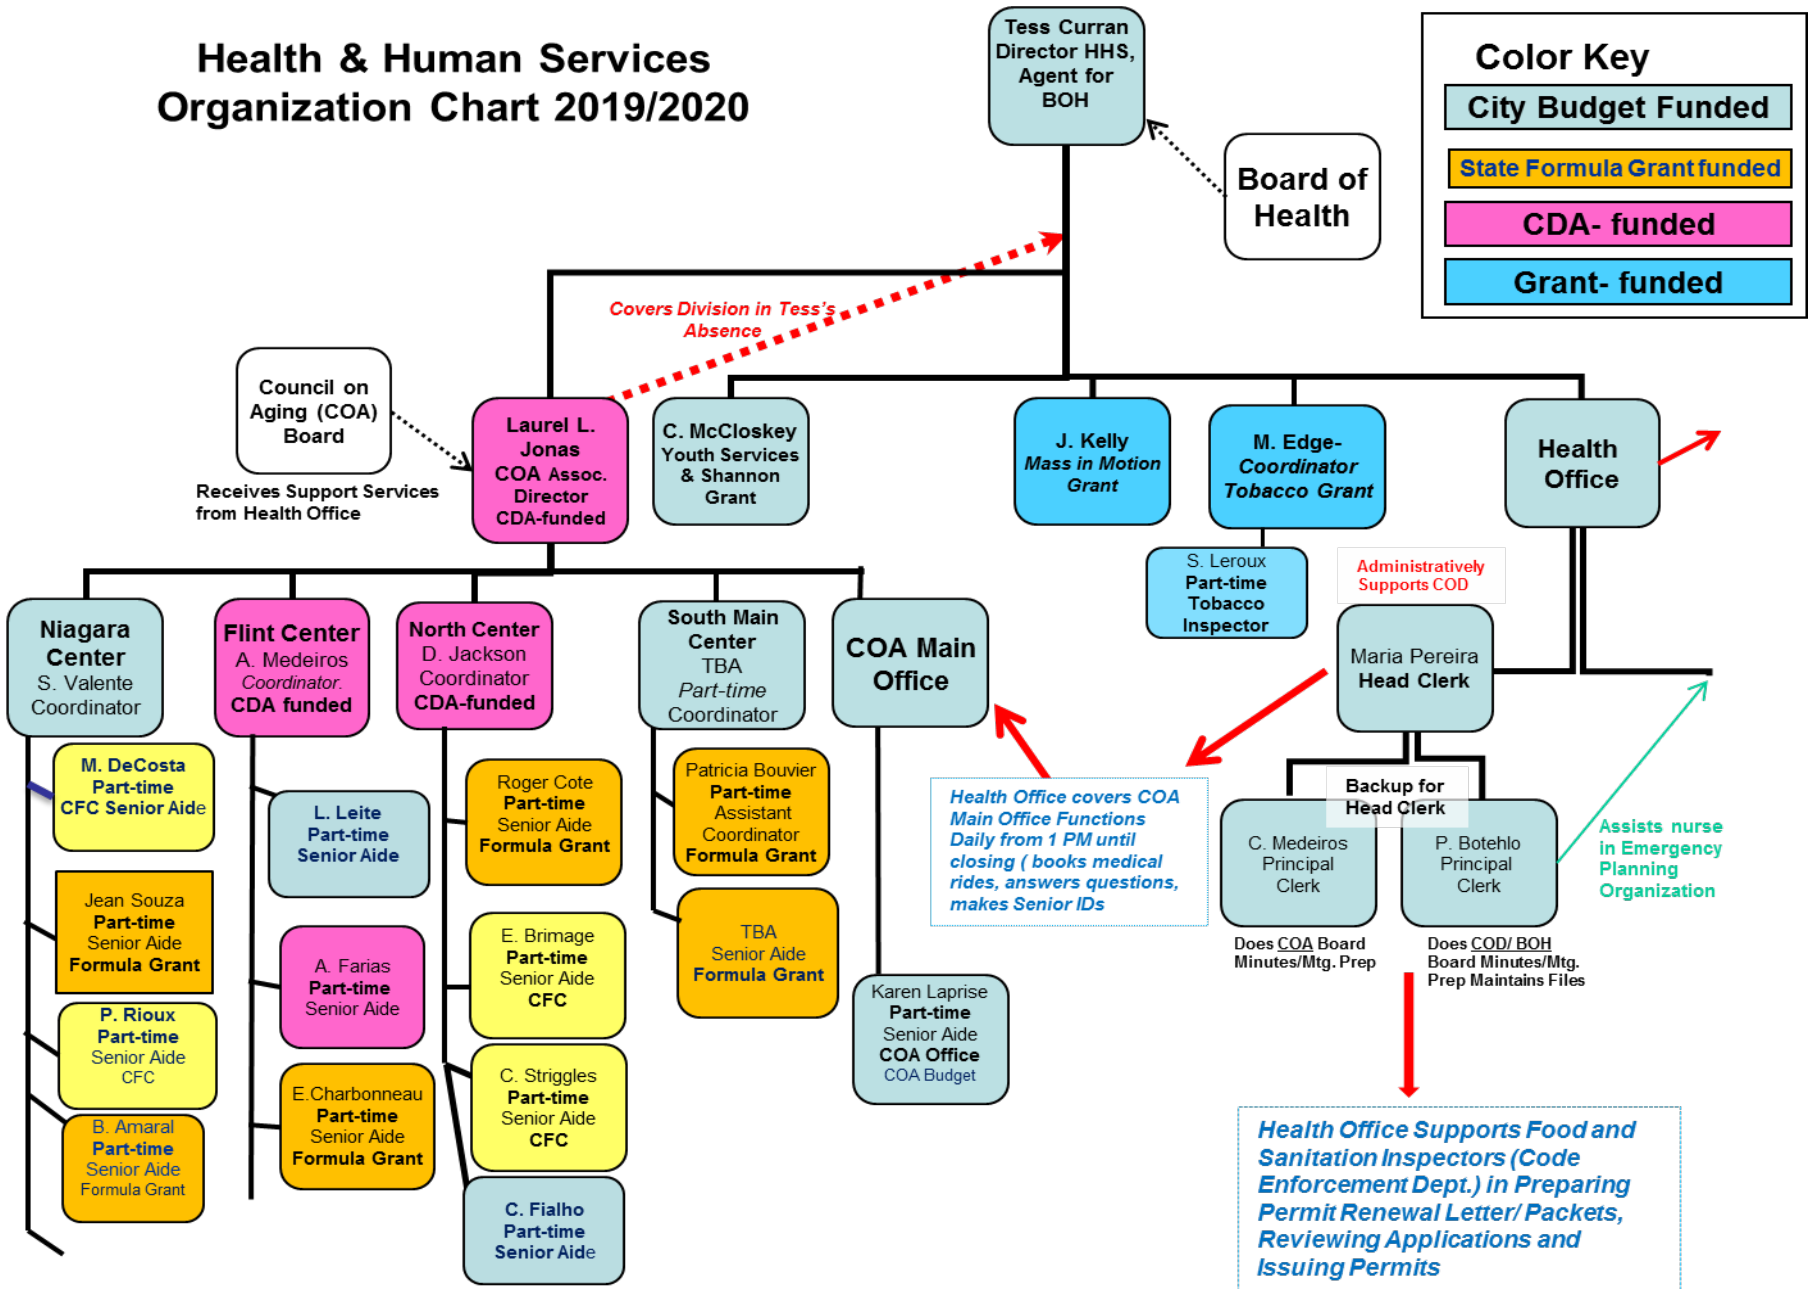 Health & Human Services
Organization Chart 2019/2020
Tess Curran
Director HHS,
Agent for
BOH
Board of
Health
Color Key
City Budget Funded
State Formula Grant funded
CDA- funded
Grant- funded
Covers Division in Tess's
Absence
Council on
Aging (COA)
Board
Receives Support Services
from Health Office
Laurel L.
Jonas
COA Assoc.
Director
CDA-funded
C. McCloskey
Youth Services
& Shannon
Grant
J. Kelly
Mass in Motion
Grant
M. Edge-
Coordinator
Tobacco Grant
Health
Office
S. Leroux
Part-time
Tobacco
Inspector
Administratively
Supports COD
Niagara
Center
S. Valente
Coordinator
Flint Center
A. Medeiros
Coordinator.
CDA funded
North Center
D. Jackson
Coordinator
CDA-funded
South Main
Center
TBA
Part-time
Coordinator
COA Main
Office
Maria Pereira
Head Clerk
M. DeCosta
Part-time
CFC Senior Aide
Jean Souza
Part-time
Senior Aide
Formula Grant
P. Rioux
Part-time
Senior Aide
CFC
B. Amaral
Part-time
Senior Aide
Formula Grant
L. Leite
Part-time
Senior Aide
A. Farias
Part-time
Senior Aide
E.Charbonneau
Part-time
Senior Aide
Formula Grant
Roger Cote
Part-time
Senior Aide
Formula Grant
E. Brimage
Part-time
Senior Aide
CFC
C. Striggles
Part-time
Senior Aide
CFC
C. Fialho
Part-time
Senior Aide
Patricia Bouvier
Part-time
Assistant
Coordinator
Formula Grant
TBA
Senior Aide
Formula Grant
Karen Laprise
Part-time
Senior Aide
COA Office
COA Budget
Health Office covers COA
Main Office Functions
Daily from 1 PM until
closing ( books medical
rides, answers questions,
makes Senior IDs
Backup for
Head Clerk
C. Medeiros
Principal
Clerk
P. Botehlo
Principal
Clerk
Assists nurse
in Emergency
Planning
Organization
Does COA Board
Minutes/Mtg. Prep
Does COD/ BOH
Board Minutes/Mtg.
Prep Maintains Files
Health Office Supports Food and
Sanitation Inspectors (Code
Enforcement Dept.) in Preparing
Permit Renewal Letter/ Packets,
Reviewing Applications and
Issuing Permits